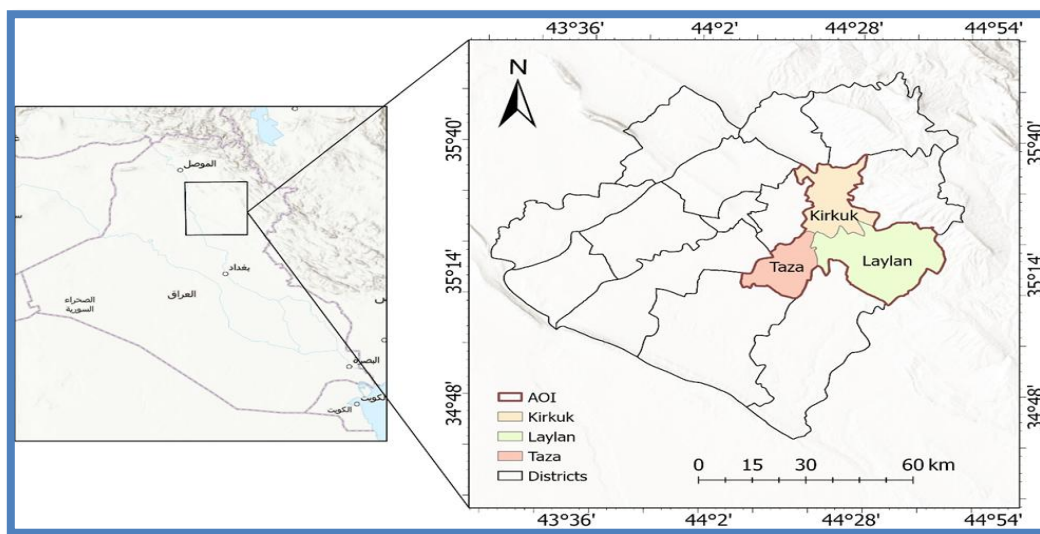 43°36' 44°2' 44°28' 44°54'
N
35°40'
35°40'
الموصل
Kirkuk
35°14'
35°14'
Taza
Laylan
بغداد
العراق
الصحراء
السورية
البصرة
الكويت
34°48'
34°48'
AOI
Kirkuk
Laylan
Taza
Districts
0 15 30 60 km
43°36' 44°2' 44°28' 44°54'